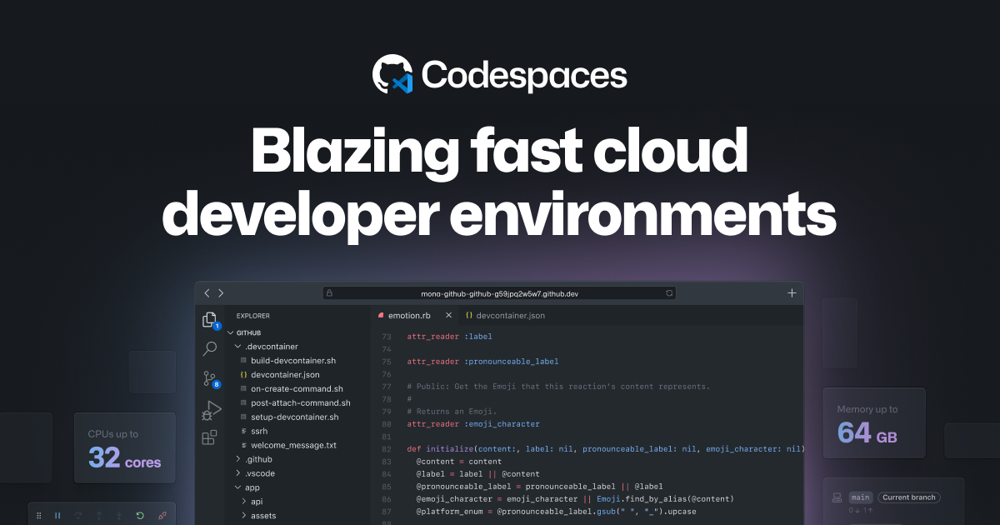 Codespaces
Blazing fast cloud
developer environments
mona-github-github-g59jpq2w5w7.github.dev
1
8
EXPLORER
GITHUB
.devcontainer
build-devcontainer.sh
{} devcontainer.json
on-create-command.sh
post-attach-command.sh
setup-devcontainer.sh
ssrh
welcome_message.txt
.github
.vscode
app
api
assets
emotion.rb
{} devcontainer.json
73 attr_reader :label
74
75 attr_reader :pronounceable_label
76
77 # Public: Get the Emoji that this reaction's content represents.
78 #
79 # Returns an Emoji.
80 attr_reader :emoji_character
81
82 def initialize(content:, label: nil, pronounceable_label: nil, emoji_character: nil)
83 @content = content
84 @label = label || @content
85 @pronounceable_label = pronounceable_label || @label
86 @emoji_character = emoji_character || Emoji.find_by_alias(@content)
87 @platform_enum = @pronounceable_label.gsub(" ", "_").upcase
88
CPUs up to
32 cores
Memory up to
64 GB
main Current branch
0↓ 1↑